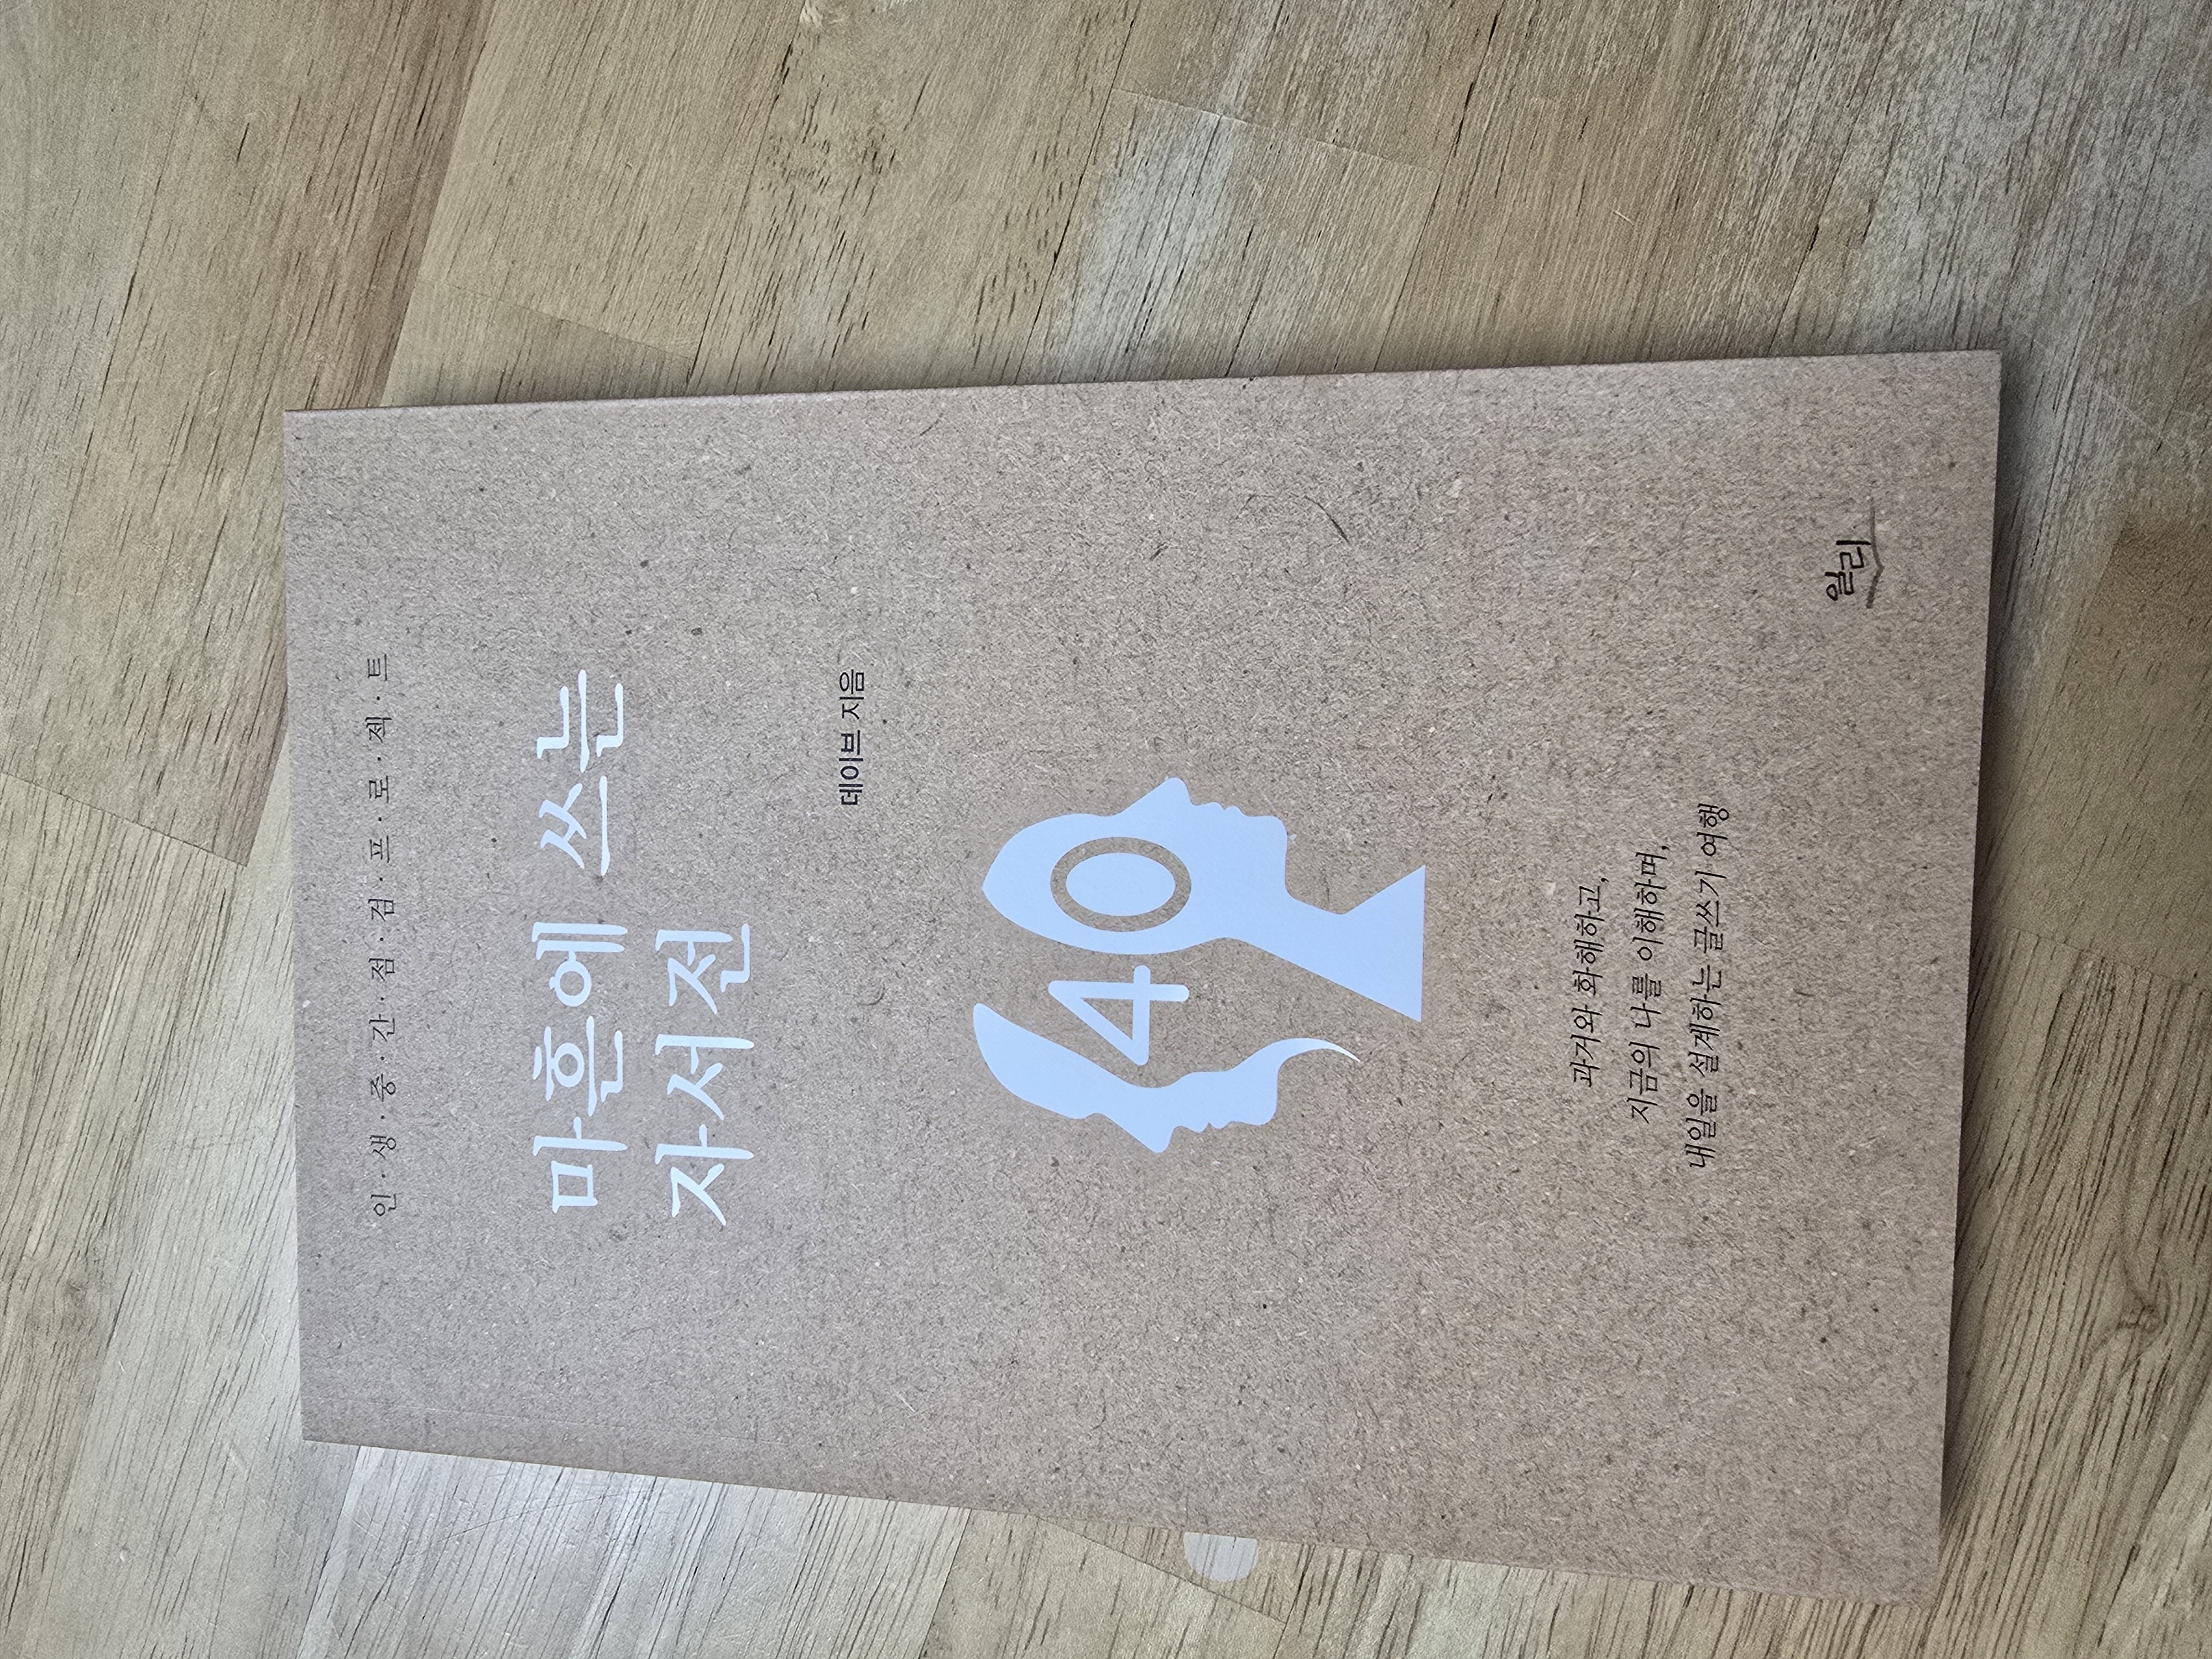 인·생·중·간·점·검·프·로·젝·트
마흔에 쓰는
자서전
데이브 지음
40
과거와 화해하고,
지금의 나를 이해하며,
내일을 설계하는 글쓰기 여행
일리